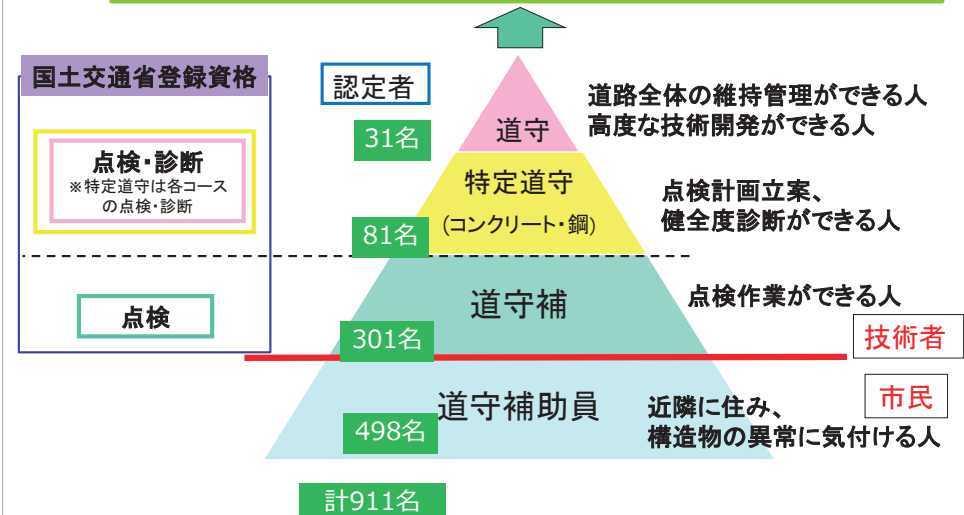 国土交通省登録資格
点検・診断
※特定道守は各コース
の点検・診断
点検
認定者
31名
道守
道路全体の維持管理ができる人
高度な技術開発ができる人
81名
特定道守
(コンクリート・鋼)
点検計画立案、
健全度診断ができる人
301名
道守補
点検作業ができる人
技術者
市民
498名
道守補助員
近隣に住み、
構造物の異常に気付ける人
計911名